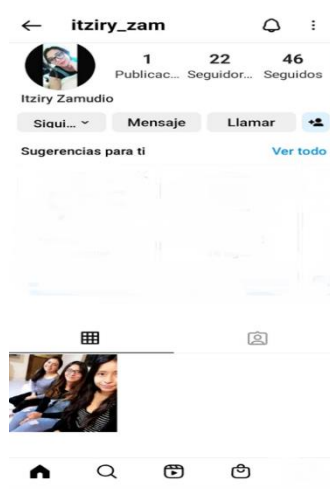 itziry_zam
1 22 46
Publicac... Seguidor... Seguidos
Itziry Zamudio
Sigui... Mensaje Llamar
Sugerencias para ti Ver todo